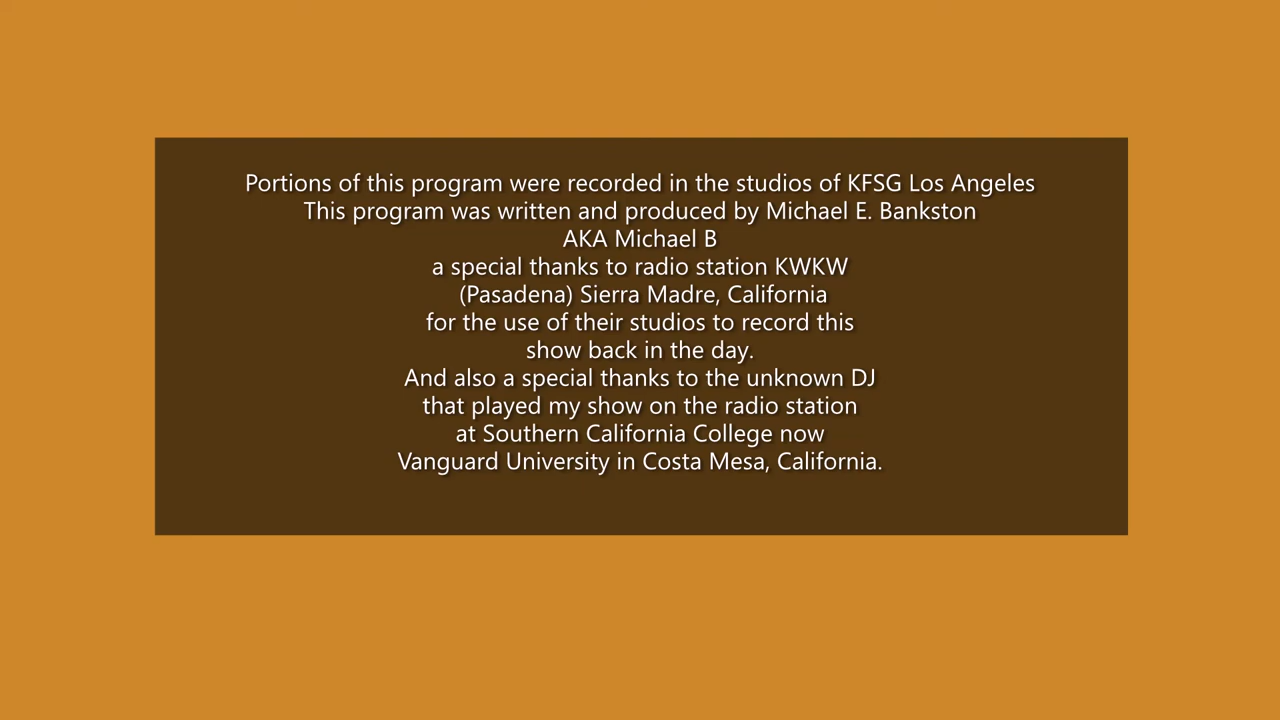 Portions of this program were recorded in the studios of KFSG Los Angeles
This program was written and produced by Michael E. Bankston
AKA Michael B
a special thanks to radio station KWKW
(Pasadena) Sierra Madre, California
for the use of their studios to record this
show back in the day.
And also a special thanks to the unknown DJ
that played my show on the radio station
at Southern California College now
Vanguard University in Costa Mesa, California.